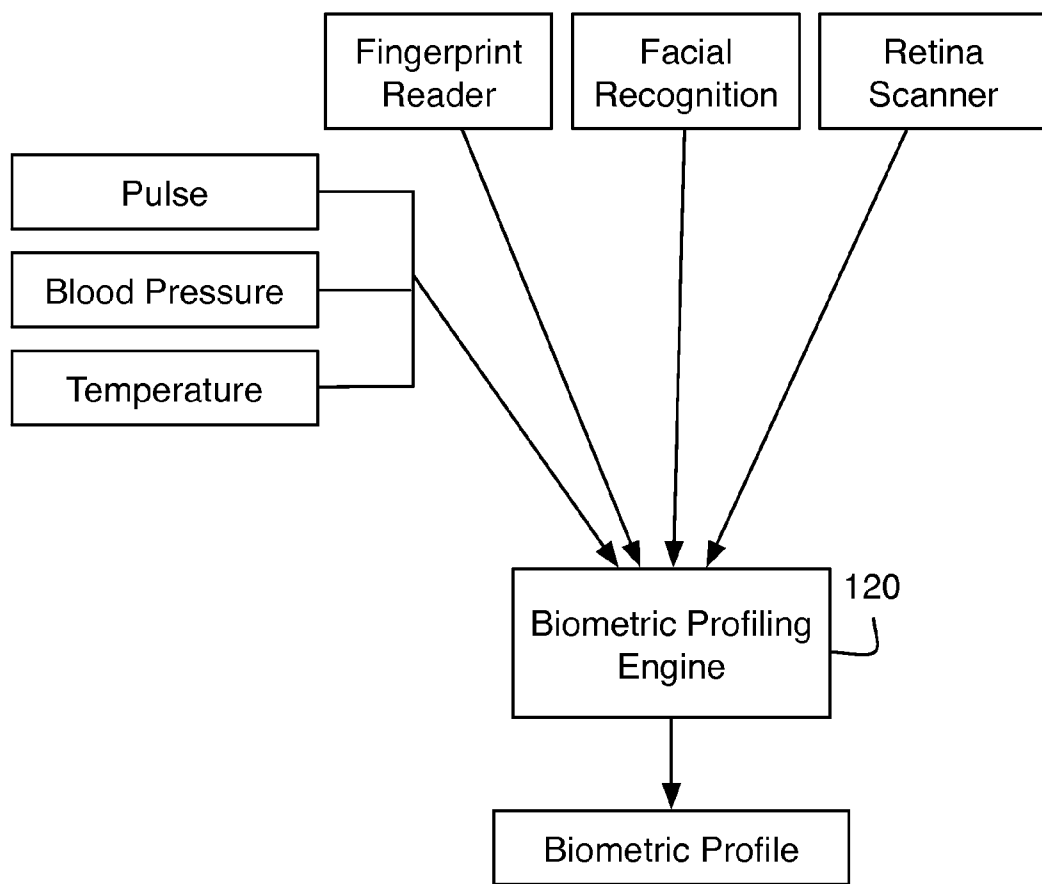 Fingerprint
Reader
Facial
Recognition
Retina
Scanner
Pulse
Blood Pressure
Temperature
120
Biometric Profiling
Engine
Biometric Profile